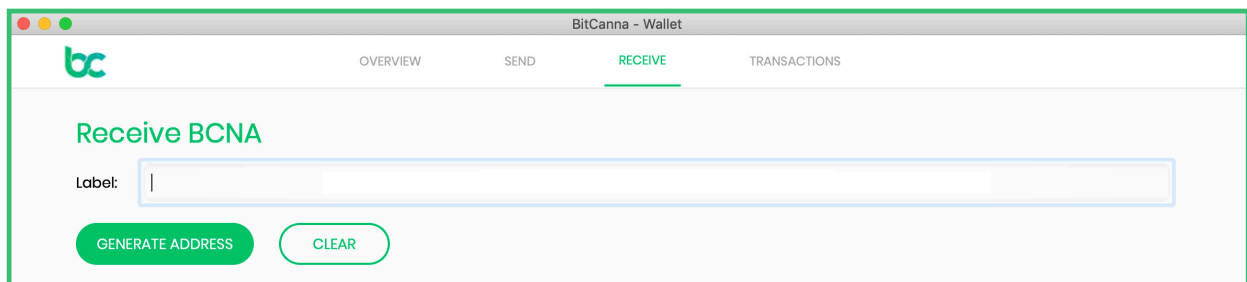 BitCanna - Wallet
bc
OVERVIEW SEND RECEIVE TRANSACTIONS
Receive BCNA
Label:
GENERATE ADDRESS CLEAR